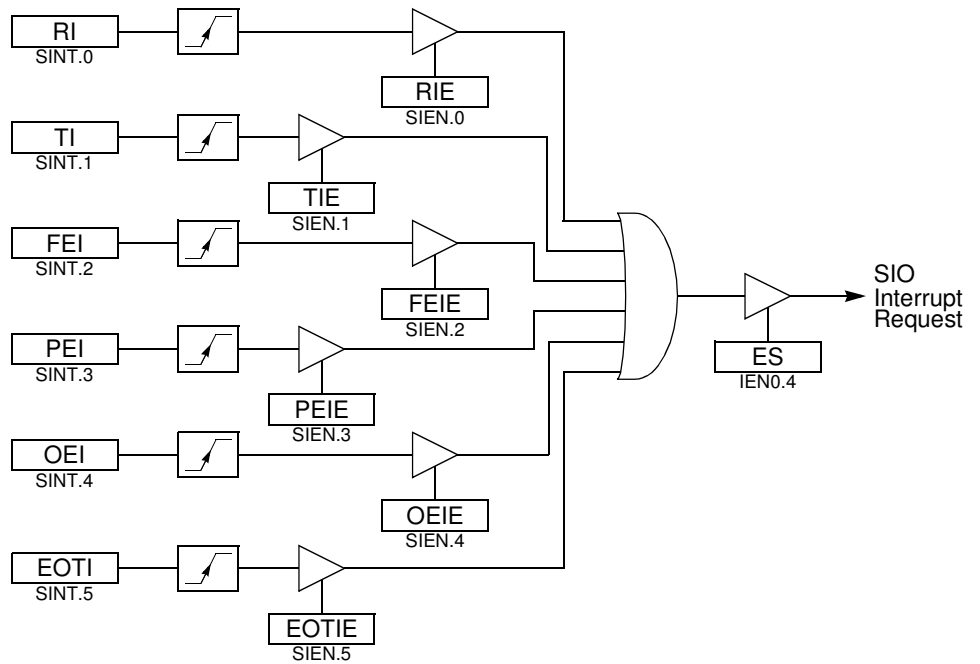 RI
SINT.0
RIE
SIEN.0
TI
SINT.1
TIE
SIEN.1
FEI
SINT.2
FEIE
SIEN.2
PEI
SINT.3
PEIE
SIEN.3
OEI
SINT.4
OEIE
SIEN.4
EOTI
SINT.5
EOTIE
SIEN.5
ES
IEN0.4
SIO
Interrupt
Request